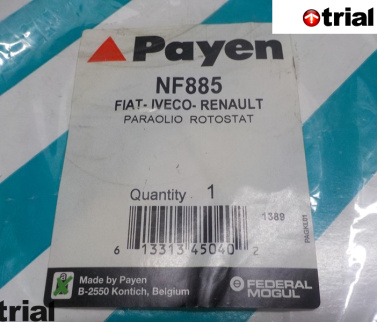 trial
Payen
NF885
FIAT- IVECO- RENAULT
PARAOLIO ROTOSTAT
Quantity 1
1389
PAGKL01
6 13313 45040 2
Made by Payen
B-2550 Kontich, Belgium
e FEDERAL
MOGUL
trial